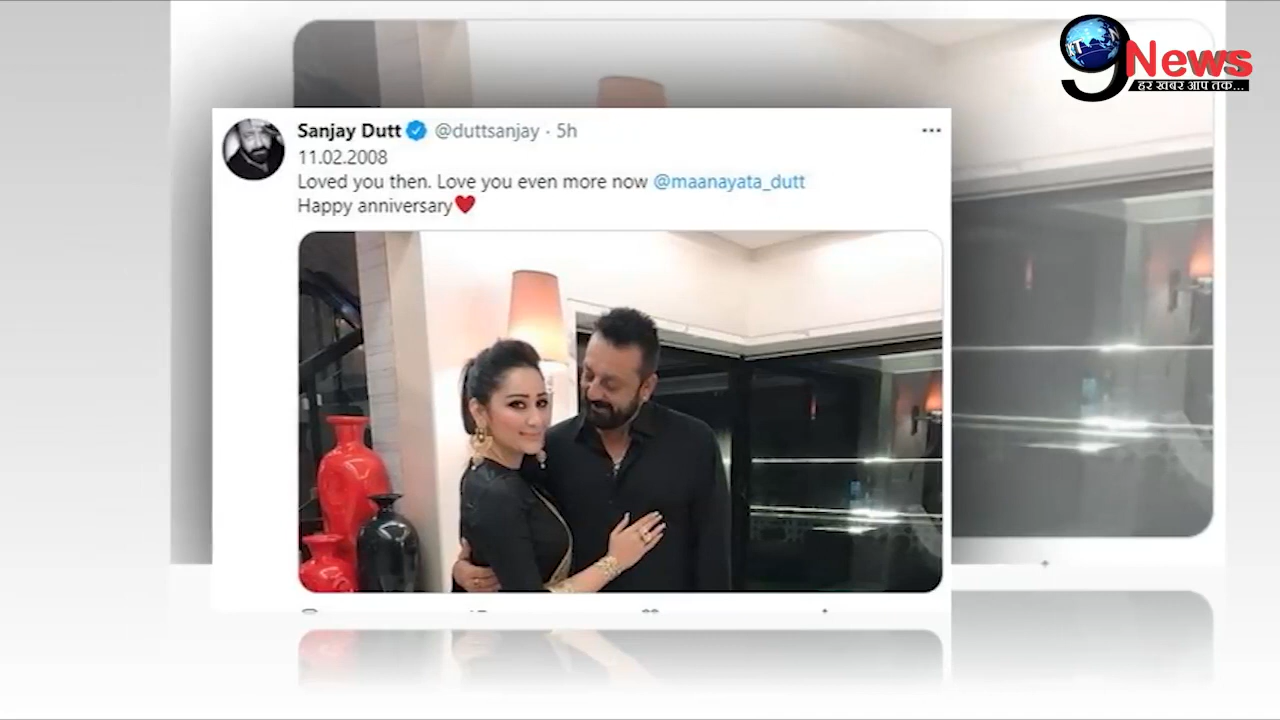 9 News
हर खबर आप तक...
Sanjay Dutt @duttsanjay · 5h
11.02.2008
Loved you then. Love you even more now @maanayata_dutt
Happy anniversary❤